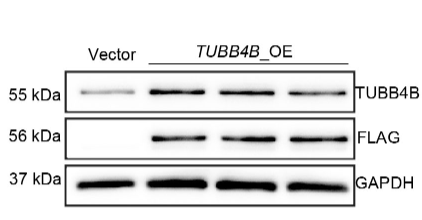 Vector TUBB4B_OE
55 kDa TUBB4B
56 kDa FLAG
37 kDa GAPDH